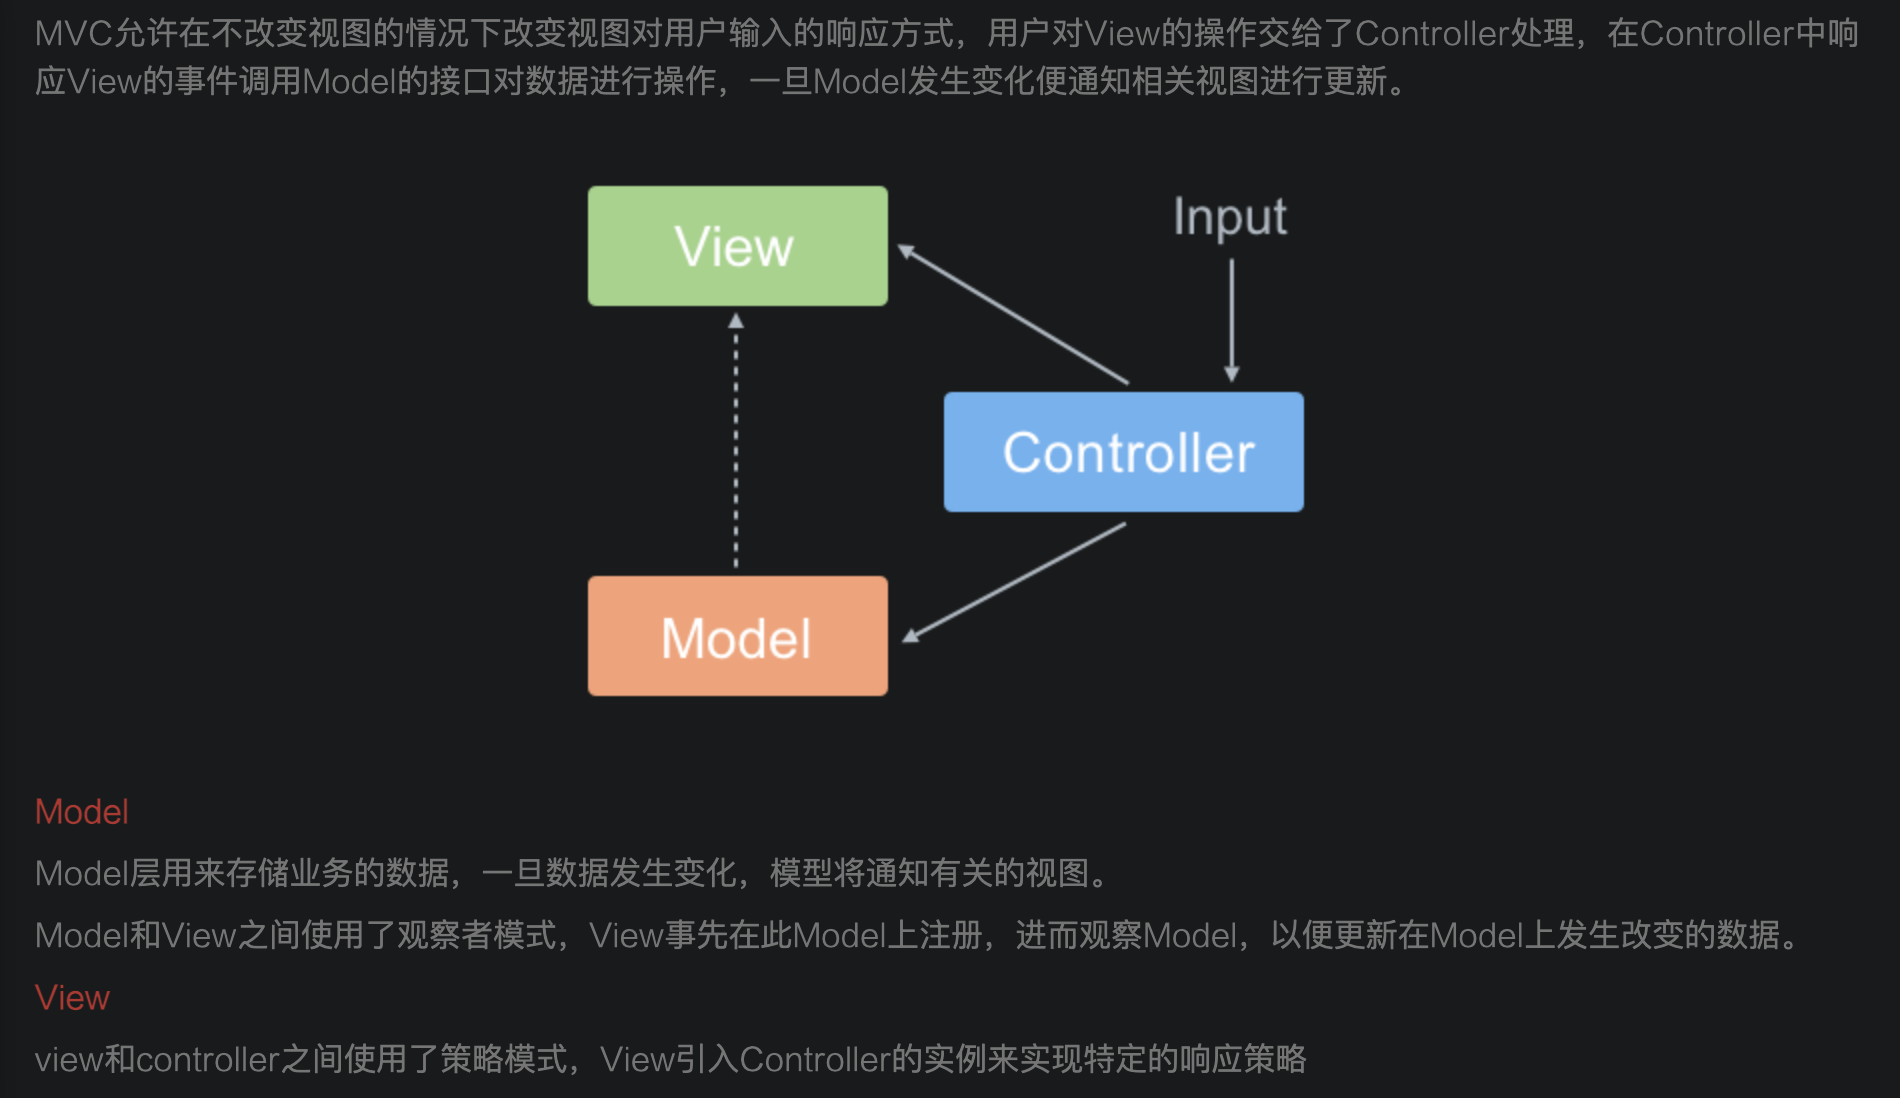 MVC允许在不改变视图的情况下改变视图对用户输入的响应方式，用户对View的操作交给了Controller处理，在Controller中响
应View的事件调用Model的接口对数据进行操作，一旦Model发生变化便通知相关视图进行更新。
View
Input
Controller
Model
Model
Model层用来存储业务的数据，一旦数据发生变化，模型将通知有关的视图。
Model和View之间使用了观察者模式，View事先在此Model上注册，进而观察Model，以便更新在Model上发生改变的数据。
View
view和controller之间使用了策略模式，View引入Controller的实例来实现特定的响应策略